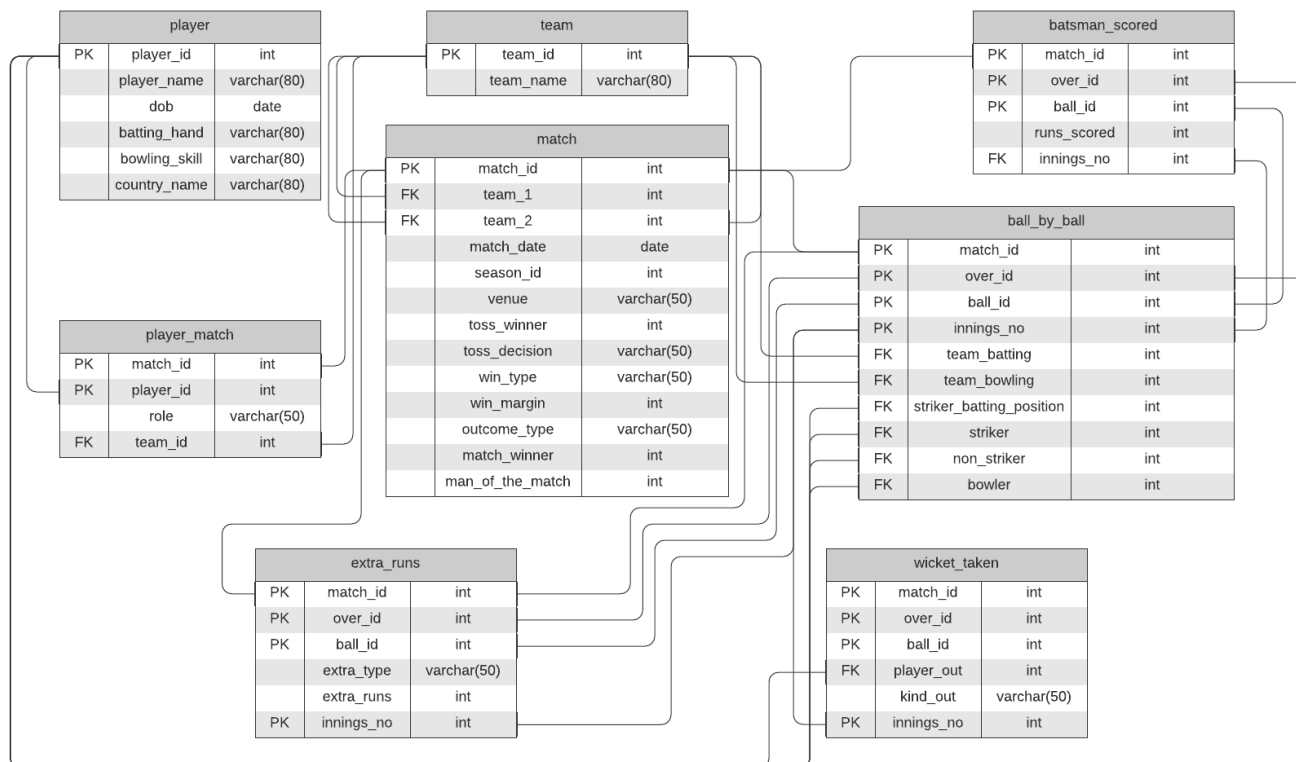 player
PK player_id int
player_name varchar(80)
dob date
batting_hand varchar(80)
bowling_skill varchar(80)
country_name varchar(80)
team
PK team_id int
team_name varchar(80)
batsman_scored
PK match_id int
PK over_id int
PK ball_id int
runs_scored int
FK innings_no int
match
PK match_id int
FK team_1 int
FK team_2 int
match_date date
season_id int
venue varchar(50)
toss_winner int
toss_decision varchar(50)
win_type varchar(50)
win_margin int
outcome_type varchar(50)
match_winner int
man_of_the_match int
ball_by_ball
PK match_id int
PK over_id int
PK ball_id int
PK innings_no int
FK team_batting int
FK team_bowling int
FK striker_batting_position int
FK striker int
FK non_striker int
FK bowler int
player_match
PK match_id int
PK player_id int
role varchar(50)
FK team_id int
extra_runs
PK match_id int
PK over_id int
PK ball_id int
extra_type varchar(50)
extra_runs int
PK innings_no int
wicket_taken
PK match_id int
PK over_id int
PK ball_id int
FK player_out int
kind_out varchar(50)
PK innings_no int